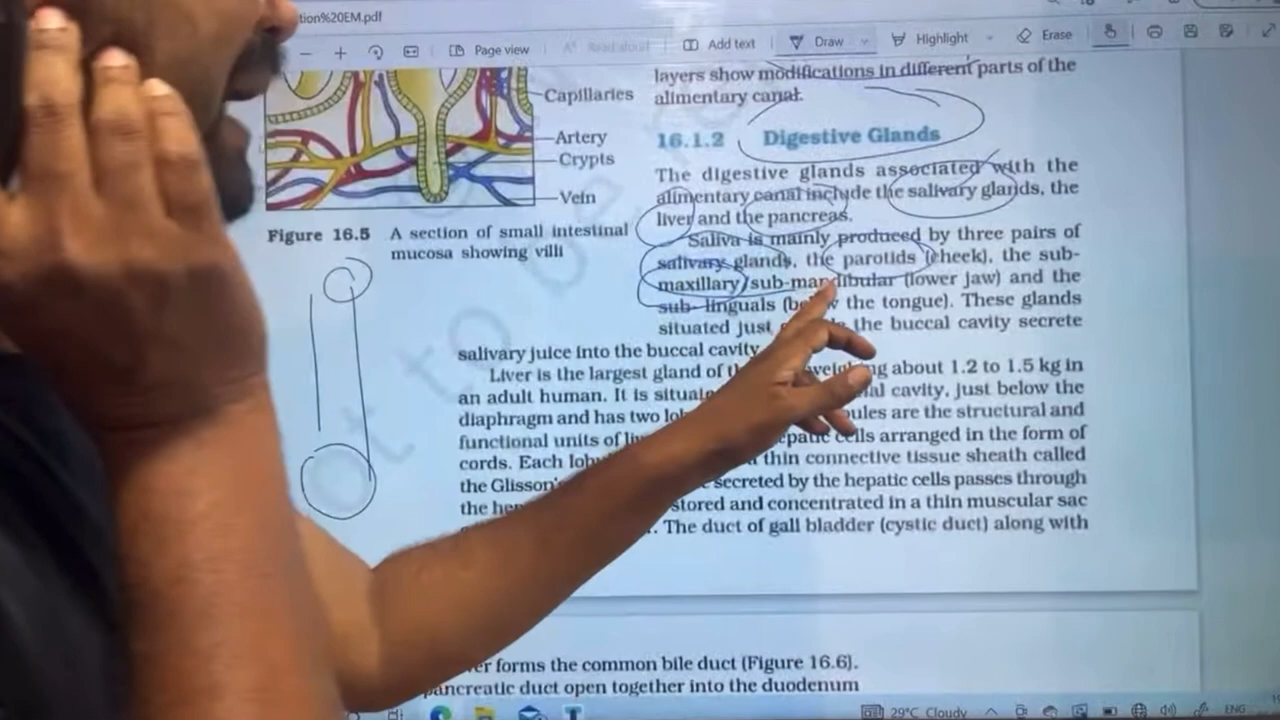 tion%20EM.pdf
Page view
Read aloud
Add text
Draw
Highlight
Erase
Capillaries
Artery
Crypts
Vein
Figure 16.5 A section of small intestinal
mucosa showing villi
layers show modifications in different parts of the
alimentary canal.
16.1.2 Digestive Glands
The digestive glands associated with the
alimentary canal include the salivary glands, the
liver and the pancreas.
Saliva is mainly produced by three pairs of
salivary glands, the parotids (cheek), the sub-
maxillary/sub-mandibular (lower jaw) and the
sub- linguals the tongue). These glands
situated just the buccal cavity secrete
salivary juice into the buccal cavity
Liver is the largest gland of about 1.2 to 1.5 kg in
an adult human. It is cavity, just below the
diaphragm and has two are the structural and
functional units of cells arranged in the form of
cords. Each thin connective tissue sheath called
the secreted by the hepatic cells passes through
the stored and concentrated in a thin muscular sac
. The duct of gall bladder (cystic duct) along with
forms the common bile duct (Figure 16.6).
pancreatic duct open together into the duodenum
29°C Cloudy
ENG